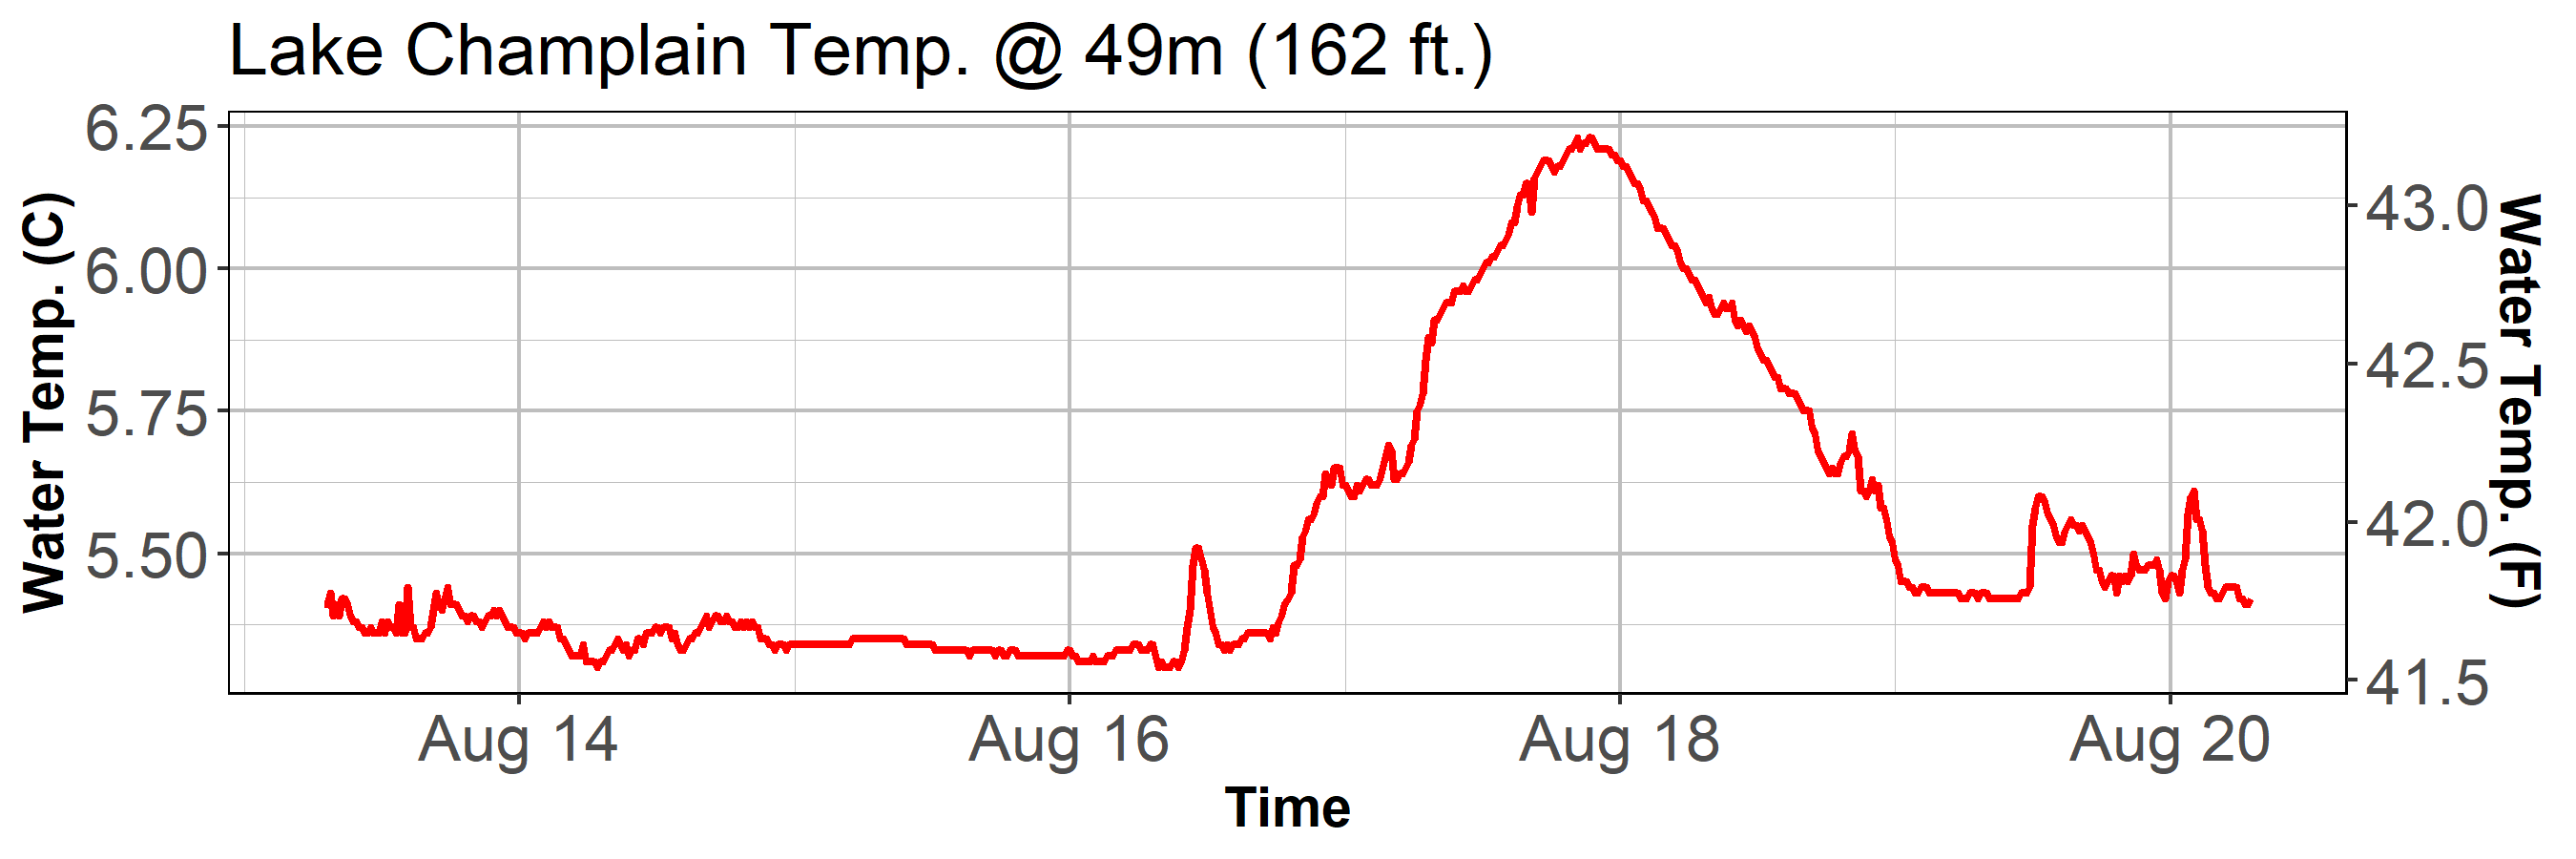 Lake Champlain Temp. @ 49m (162 ft.)
Water Temp. (C)
6.25
6.00
5.75
5.50
43.0
42.5
42.0
41.5
Water Temp. (F)
Aug 14 Aug 16 Aug 18 Aug 20
Time